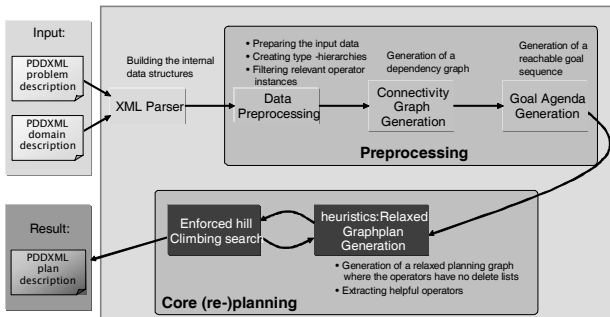 Input:
PDDXML
problem
description
PDDXML
domain
description
Building the internal
data structures
XML Parser
• Preparing the input data
• Creating type -hierarchies
• Filtering relevant operator
instances
Data
Preprocessing
Generation of a
dependency graph
Connectivity
Graph
Generation
Generation of a
reachable goal
sequence
Goal Agenda
Generation
Preprocessing
Result:
PDDXML
plan
description
Enforced hill
Climbing search
heuristics:Relaxed
Graphplan
Generation
• Generation of a relaxed planning graph
where the operators have no delete lists
• Extracting helpful operators
Core (re-)planning